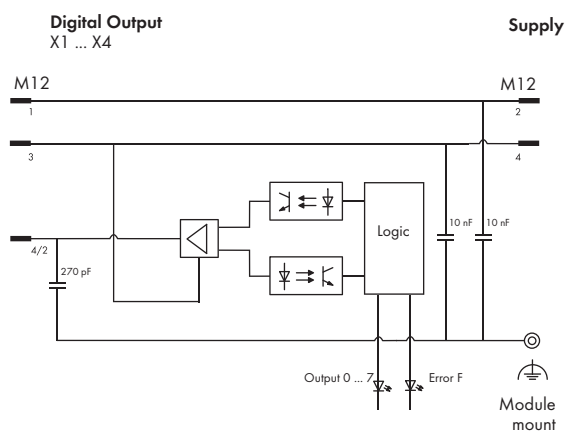 Digital Output
X1 ... X4
Supply
M12
M12
1
2
3
4
Logic
10 nF
10 nF
4/2
270 pF
Output 0 ... 7
Error F
Module
mount